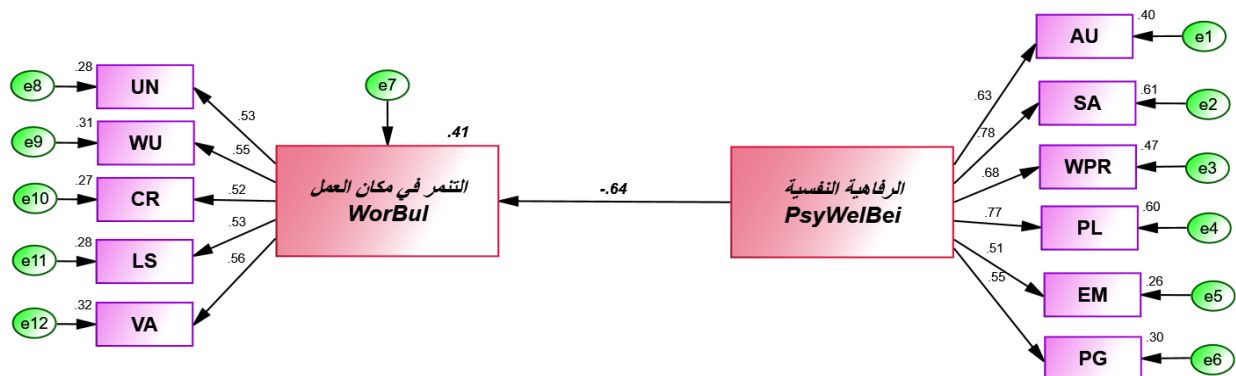 e8
.28
UN
.53
e9
.31
WU
.55
e10
.27
CR
.52
e11
.28
LS
.53
e12
.32
VA
.56
e7
.41
التنمر في مكان العمل
WorBul
-.64
الرفاهية النفسية
PsyWelBei
.63
AU
.40
e1
.78
SA
.61
e2
.68
WPR
.47
e3
.77
PL
.60
e4
.51
EM
.26
e5
.55
PG
.30
e6